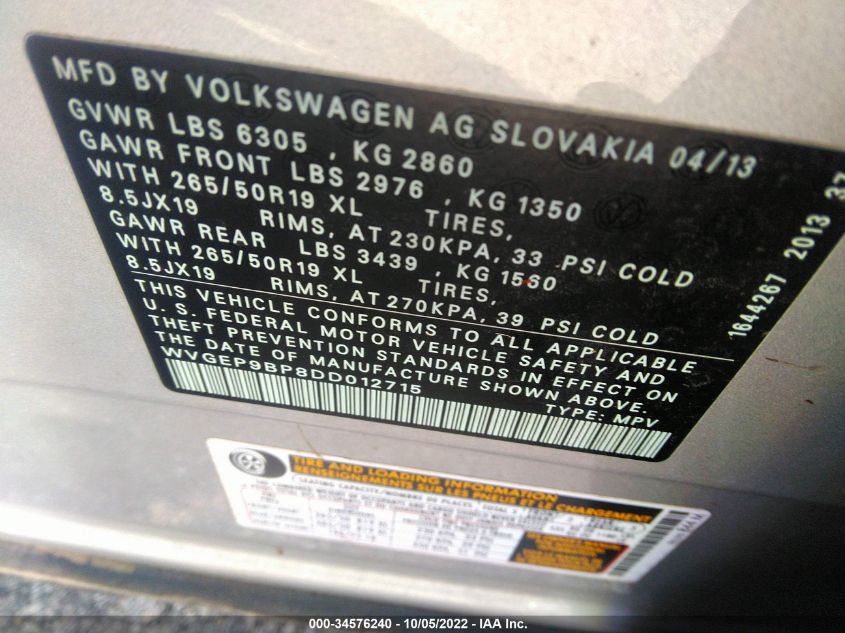 MFD BY VOLKSWAGEN AG SLOVAKIA 04/13
GVWR LBS 6305 , KG 2860
GAWR FRONT LBS 2976 , KG 1350
WITH 265/50R19 XL TIRES,
8.5JX19 RIMS, AT 230KPA, 33 PSI COLD
GAWR REAR LBS 3439 , KG 1560
WITH 265/50R19 XL TIRES,
8.5JX19 RIMS, AT 270KPA, 39 PSI COLD
THIS VEHICLE CONFORMS TO ALL APPLICABLE
U. S. FEDERAL MOTOR VEHICLE SAFETY AND
THEFT PREVENTION STANDARDS IN EFFECT ON
THE DATE OF MANUFACTURE SHOWN ABOVE.
WVGEP9BP8DD012715 TYPE: MPV
1644267 2013 37
TIRE AND LOADING INFORMATION
RENSEIGNEMENTS SUR LES PNEUS ET LE CHARGEMENT
000-34576240 - 10/05/2022 - IAA Inc.